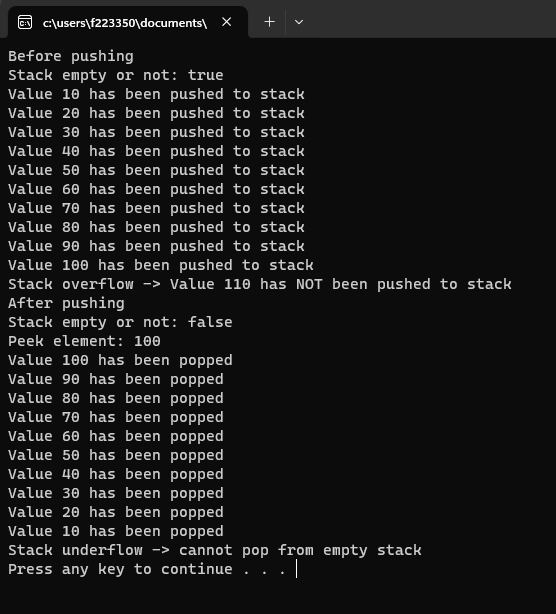 c:\users\f223350\documents\
Before pushing
Stack empty or not: true
Value 10 has been pushed to stack
Value 20 has been pushed to stack
Value 30 has been pushed to stack
Value 40 has been pushed to stack
Value 50 has been pushed to stack
Value 60 has been pushed to stack
Value 70 has been pushed to stack
Value 80 has been pushed to stack
Value 90 has been pushed to stack
Value 100 has been pushed to stack
Stack overflow -> Value 110 has NOT been pushed to stack
After pushing
Stack empty or not: false
Peek element: 100
Value 100 has been popped
Value 90 has been popped
Value 80 has been popped
Value 70 has been popped
Value 60 has been popped
Value 50 has been popped
Value 40 has been popped
Value 30 has been popped
Value 20 has been popped
Value 10 has been popped
Stack underflow -> cannot pop from empty stack
Press any key to continue . . .